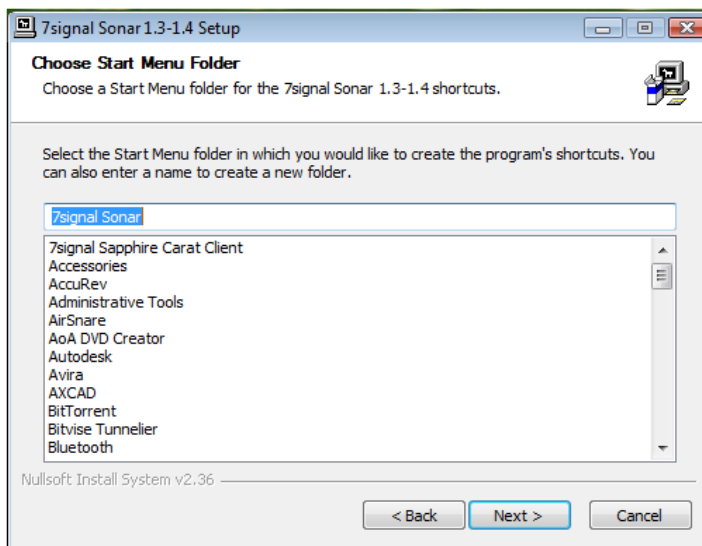 7signal Sonar 1.3-1.4 Setup
Choose Start Menu Folder
Choose a Start Menu folder for the 7signal Sonar 1.3-1.4 shortcuts.
Select the Start Menu folder in which you would like to create the program's shortcuts. You
can also enter a name to create a new folder.
7signal Sonar
7signal Sapphire Carat Client
Accessories
AccuRev
Administrative Tools
AirSnare
AoA DVD Creator
Autodesk
Avira
AXCAD
BitTorrent
Bitvise Tunnelier
Bluetooth
Nullsoft Install System v2.36
< Back Next > Cancel